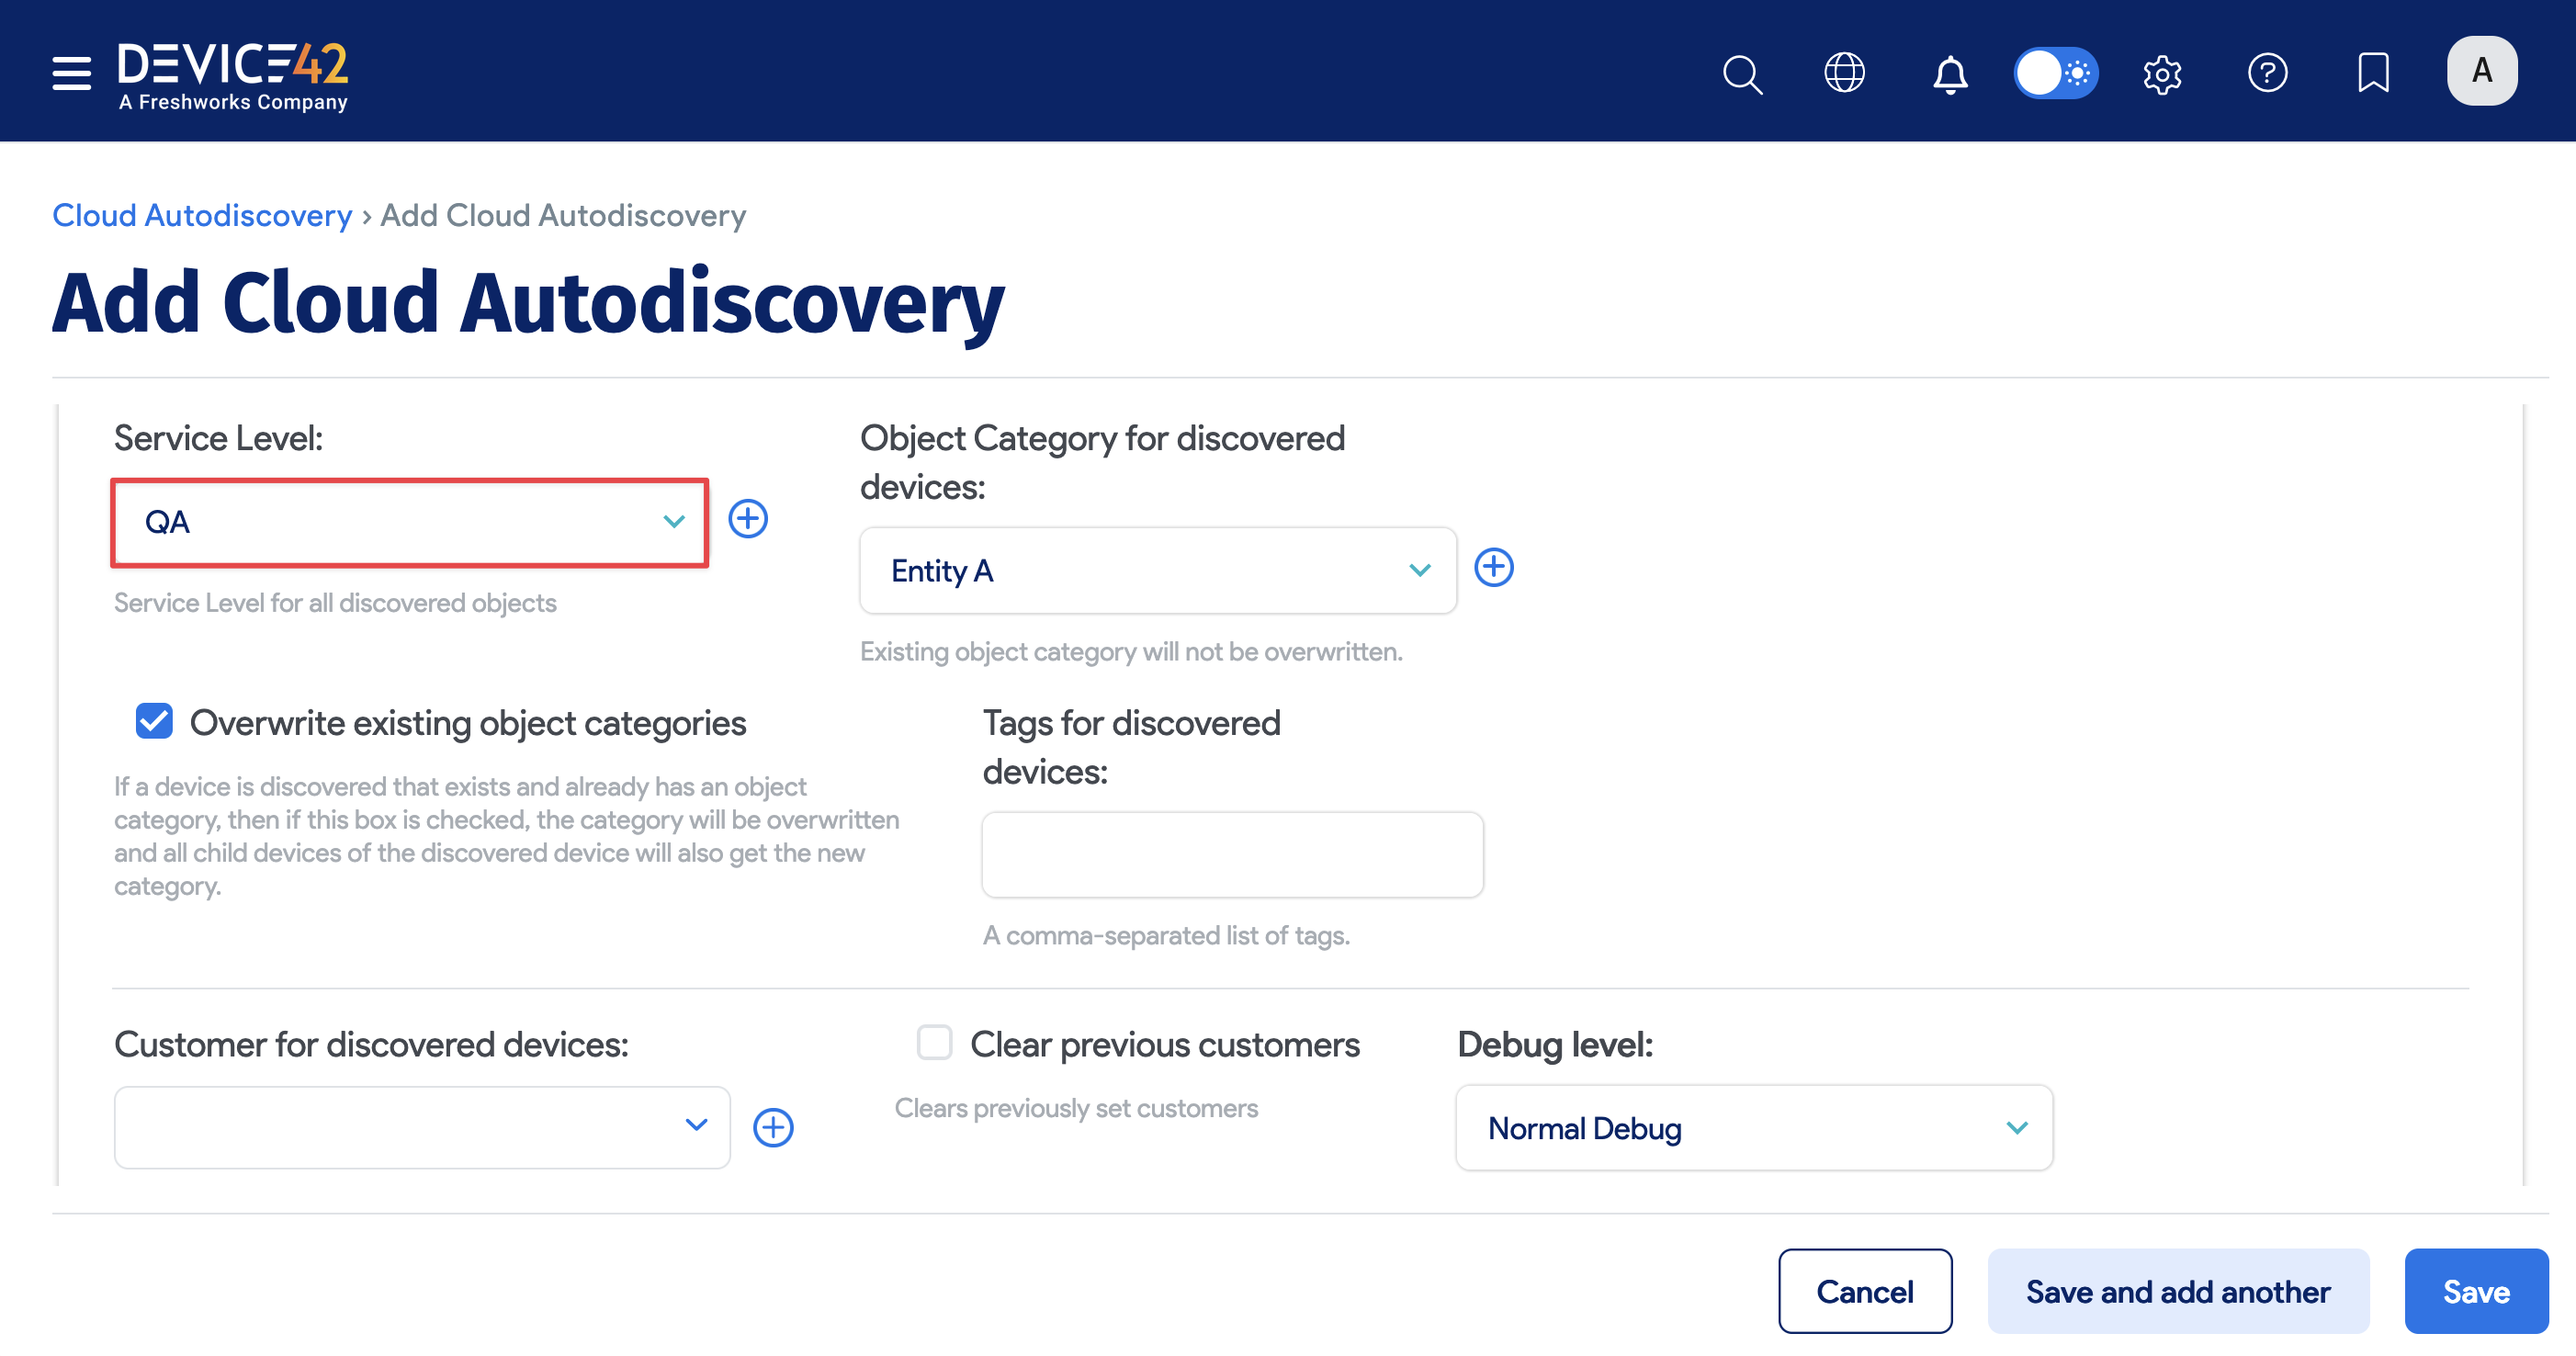 DEVICE42
A Freshworks Company
A
Cloud Autodiscovery › Add Cloud Autodiscovery
Add Cloud Autodiscovery
Service Level:
QA
Service Level for all discovered objects
Object Category for discovered
devices:
Entity A
Existing object category will not be overwritten.
Overwrite existing object categories
If a device is discovered that exists and already has an object
category, then if this box is checked, the category will be overwritten
and all child devices of the discovered device will also get the new
category.
Tags for discovered
devices:
A comma-separated list of tags.
Customer for discovered devices:
Clear previous customers
Clears previously set customers
Debug level:
Normal Debug
Cancel
Save and add another
Save